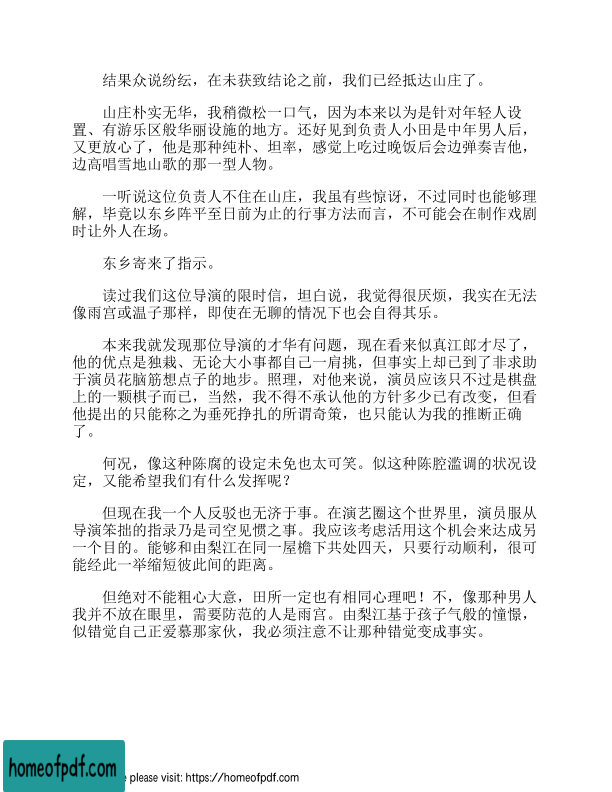 结果众说纷纭，在未获致结论之前，我们已经抵达山庄了。
山庄朴实无华，我稍微松一口气，因为本来以为是针对年轻人设
置、有游乐区般华丽设施的地方。还好见到负责人小田是中年男人后，
又更放心了，他是那种纯朴、坦率，感觉上吃过晚饭后会边弹奏吉他，
边高唱雪地山歌的那一型人物。
一听说这位负责人不住在山庄，我虽有些惊讶，不过同时也能够理
解，毕竟以东乡阵平至日前为止的行事方法而言，不可能会在制作戏剧
时让外人在场。
东乡寄来了指示。
读过我们这位导演的限时信，坦白说，我觉得很厌烦，我实在无法
像雨宫或温子那样，即使在无聊的情况下也会自得其乐。
本来我就发现那位导演的才华有问题，现在看来似真江郎才尽了，
他的优点是独栽、无论大小事都自己一肩挑，但事实上却已到了非求助
于演员花脑筋想点子的地步。照理，对他来说，演员应该只不过是棋盘
上的一颗棋子而已，当然，我不得不承认他的方针多少已有改变，但看
他提出的只能称之为垂死挣扎的所谓奇策，也只能认为我的推断正确
了。
何况，像这种陈腐的设定未免也太可笑。似这种陈腔滥调的状况设
定，又能希望我们有什么发挥呢？
但现在我一个人反驳也无济于事。在演艺圈这个世界里，演员服从
导演笨拙的指录乃是司空见惯之事。我应该考虑活用这个机会来达成另
一个目的。能够和由梨江在同一屋檐下共处四天，只要行动顺利，很可
能经此一举缩短彼此间的距离。
但绝对不能粗心大意，田所一定也有相同心理吧！不，像那种男人
我并不放在眼里，需要防范的人是雨宫。由梨江基于孩子气般的憧憬，
似错觉自己正爱慕那家伙，我必须注意不让那种错觉变成事实。
homeofpdf.com
e please visit: https://homeofpdf.com